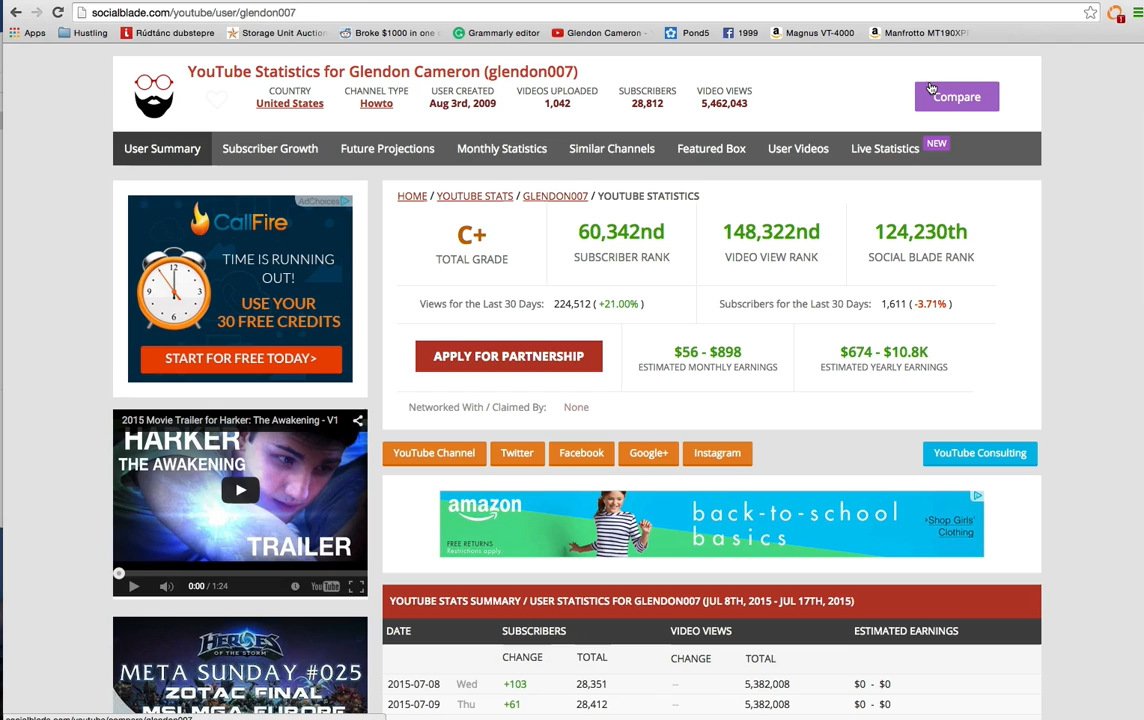 socialblade.com/youtube/user/glendon007
Apps Hustling Rúdtánc dubstepre Storage Unit Auction Broke $1000 in one Grammarly editor Glendon Cameron - Pond5 1999 Magnus VT-4000 Manfrotto MT190XP
YouTube Statistics for Glendon Cameron (glendon007)
COUNTRY CHANNEL TYPE USER CREATED VIDEOS UPLOADED SUBSCRIBERS VIDEO VIEWS
United States Howto Aug 3rd, 2009 1,042 28,812 5,462,043
Compare
User Summary Subscriber Growth Future Projections Monthly Statistics Similar Channels Featured Box User Videos Live Statistics NEW
AdChoices
CallFire
TIME IS RUNNING
OUT!
USE YOUR
30 FREE CREDITS
START FOR FREE TODAY>
HOME / YOUTUBE STATS / GLENDON007 / YOUTUBE STATISTICS
C+ 60,342nd 148,322nd 124,230th
TOTAL GRADE SUBSCRIBER RANK VIDEO VIEW RANK SOCIAL BLADE RANK
Views for the Last 30 Days: 224,512 ( +21.00% ) Subscribers for the Last 30 Days: 1,611 ( -3.71% )
APPLY FOR PARTNERSHIP
$56 - $898 $674 - $10.8K
ESTIMATED MONTHLY EARNINGS ESTIMATED YEARLY EARNINGS
Networked With / Claimed By: None
2015 Movie Trailer for Harker: The Awakening - V1
HARKER
THE AWAKENING
TRAILER
0:00 / 1:24 YouTube
YouTube Channel Twitter Facebook Google+ Instagram YouTube Consulting
amazon
FREE RETURNS
Restrictions apply
back-to-school
basics
Shop Girls'
Clothing
HEROES
OF THE STORM
META SUNDAY #025
ZOTAC FINAL
MSI MGA EUROPE
YOUTUBE STATS SUMMARY / USER STATISTICS FOR GLENDON007 (JUL 8TH, 2015 - JUL 17TH, 2015)
DATE SUBSCRIBERS VIDEO VIEWS ESTIMATED EARNINGS
CHANGE TOTAL CHANGE TOTAL
2015-07-08 Wed +103 28,351 -- 5,382,008 $0 - $0
2015-07-09 Thu +61 28,412 -- 5,382,008 $0 - $0
socialblade.com/youtube/compare/glendon007